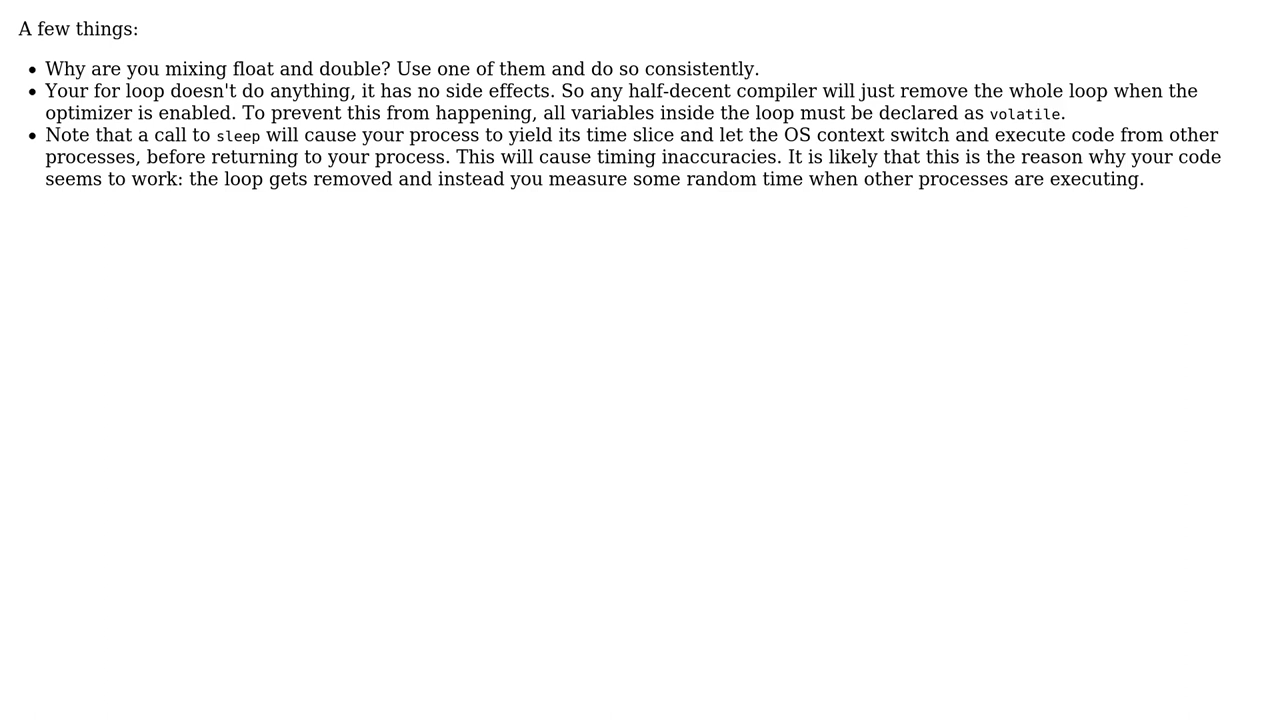 A few things:
• Why are you mixing float and double? Use one of them and do so consistently.
• Your for loop doesn't do anything, it has no side effects. So any half-decent compiler will just remove the whole loop when the
optimizer is enabled. To prevent this from happening, all variables inside the loop must be declared as volatile.
• Note that a call to sleep will cause your process to yield its time slice and let the OS context switch and execute code from other
processes, before returning to your process. This will cause timing inaccuracies. It is likely that this is the reason why your code
seems to work: the loop gets removed and instead you measure some random time when other processes are executing.